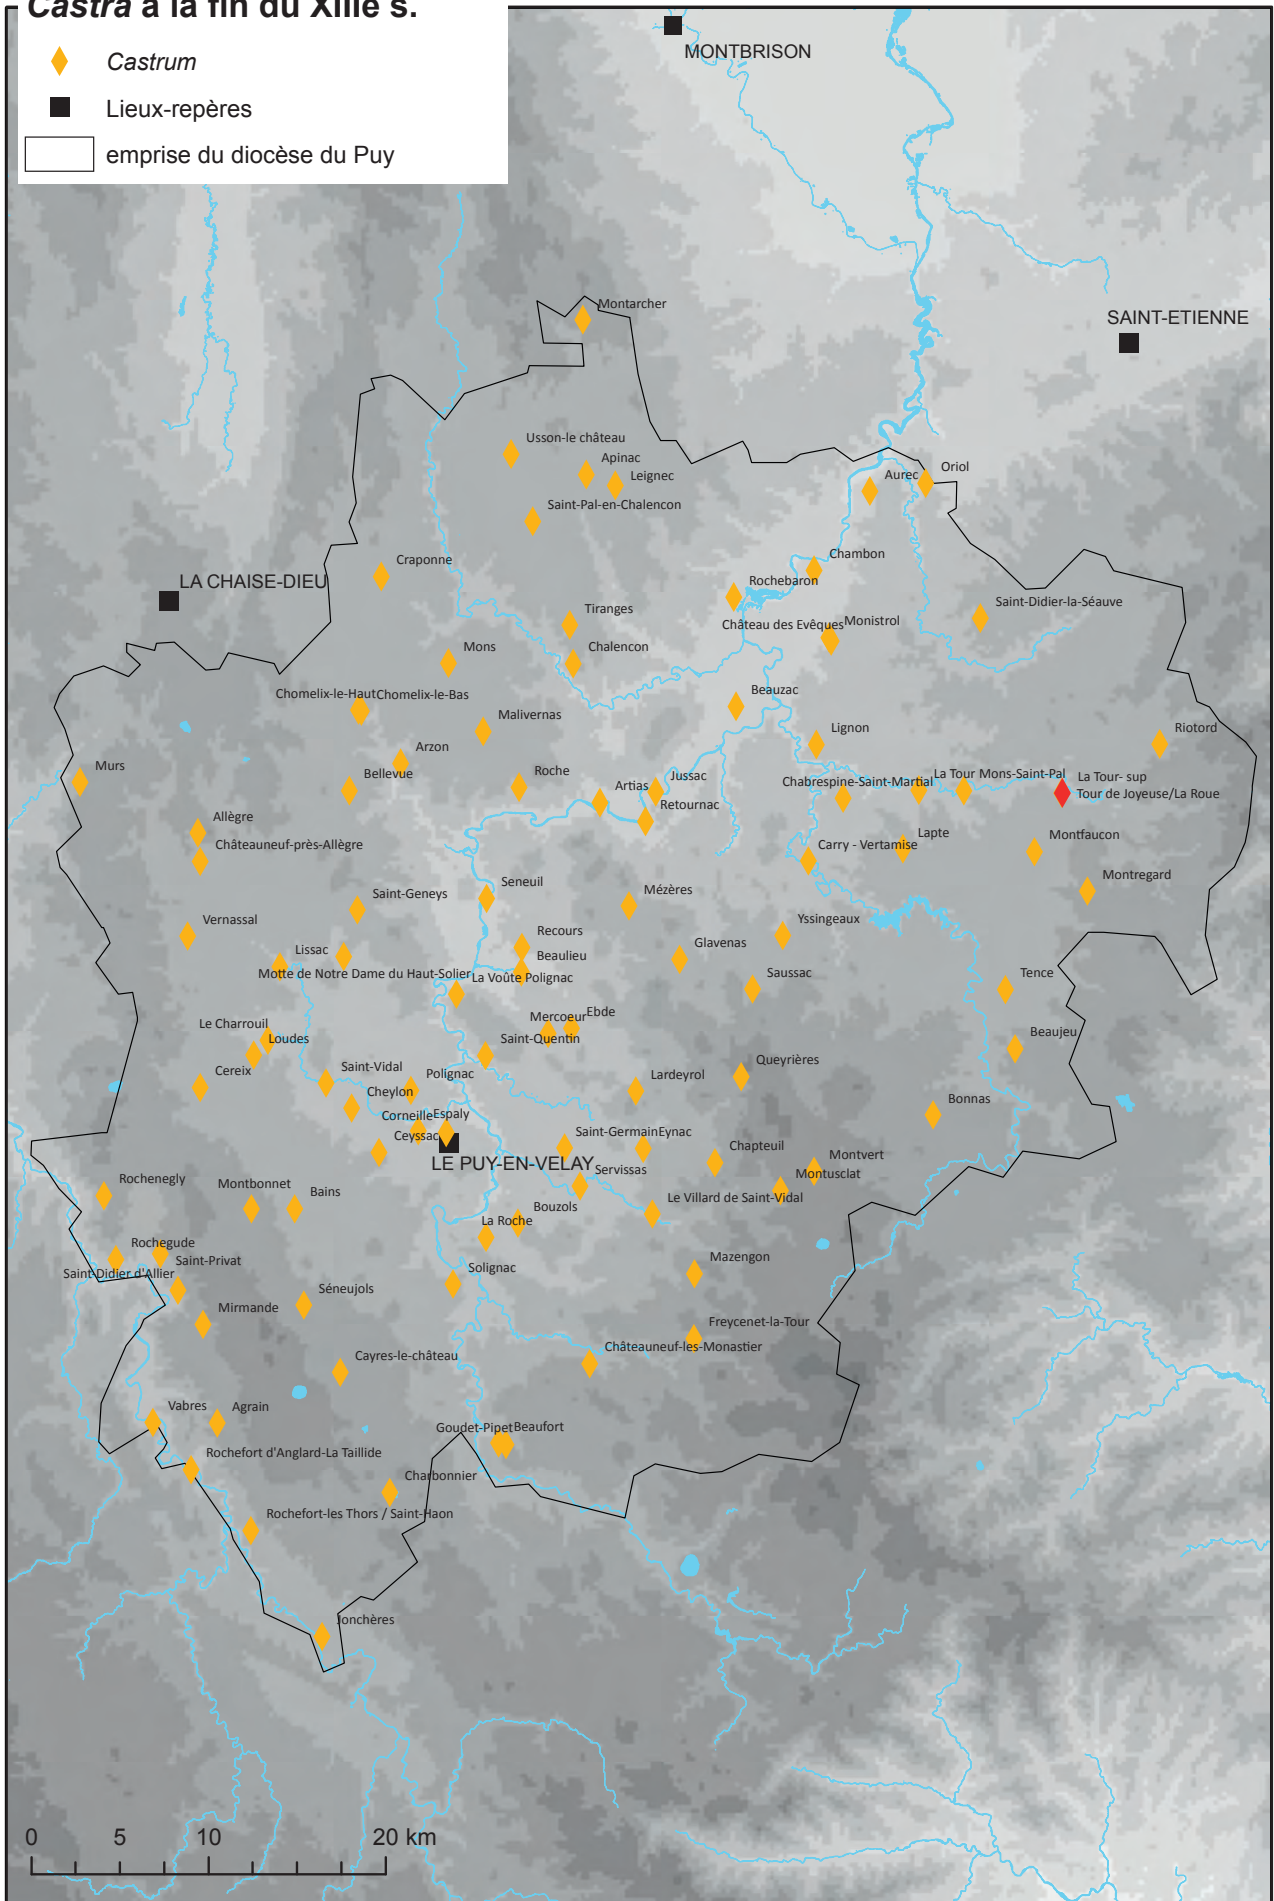 Castra à la fin du XIIIe s.
Castrum
Lieux-repères
emprise du diocèse du Puy
MONTBRISON
Montarcher
SAINT-ETIENNE
Usson-le château
Apinac
Leignec
Aurec
Oriol
Saint-Pal-en-Chalencon
Craponne
Chambon
LA CHAISE-DIEU
Rochebaron
Saint-Didier-la-Séauve
Tiranges
Château des Evêques
Monistrol
Mons
Chalencon
Chomelix-le-Haut
Chomelix-le-Bas
Beauzac
Malivernas
Lignon
Riotord
Arzon
Murs
Bellevue
Roche
Artias
Jussac
Chabrespine-Saint-Martial
La Tour Mons-Saint-Pal
La Tour- sup
Tour de Joyeuse/La Roue
Retournac
Allègre
Châteauneuf-près-Allègre
Carry - Vertamise
Lapte
Montfaucon
Saint-Geneys
Seneuil
Mézères
Montregard
Vernassal
Recours
Yssingeaux
Lissac
Beaulieu
Glavenas
Motte de Notre Dame du Haut-Solier
La Voûte Polignac
Saussac
Tence
Le Charrouil
Mercoeur
Ebde
Loudes
Saint-Quentin
Beaujeu
Cereix
Saint-Vidal
Polignac
Lardeyrol
Queyrières
Cheylon
Bonnas
Corneille
Espaly
Ceyssac
Saint-Germain
Eynac
Chapteuil
Montvert
LE PUY-EN-VELAY
Servissas
Montusclat
Rochenegly
Montbonnet
Bains
Bouzols
Le Villard de Saint-Vidal
La Roche
Rochegude
Saint-Privat
Saint-Didier d'Allier
Solignac
Mazengon
Séneujols
Mirmande
Freycenet-la-Tour
Châteauneuf-les-Monastier
Cayres-le-château
Vabres
Agrain
Goudet-Pipet
Beaufort
Rochefort d'Anglard-La Taillide
Charbonnier
Rochefort-les Thors / Saint-Haon
Jonchères
0 5 10 20 km